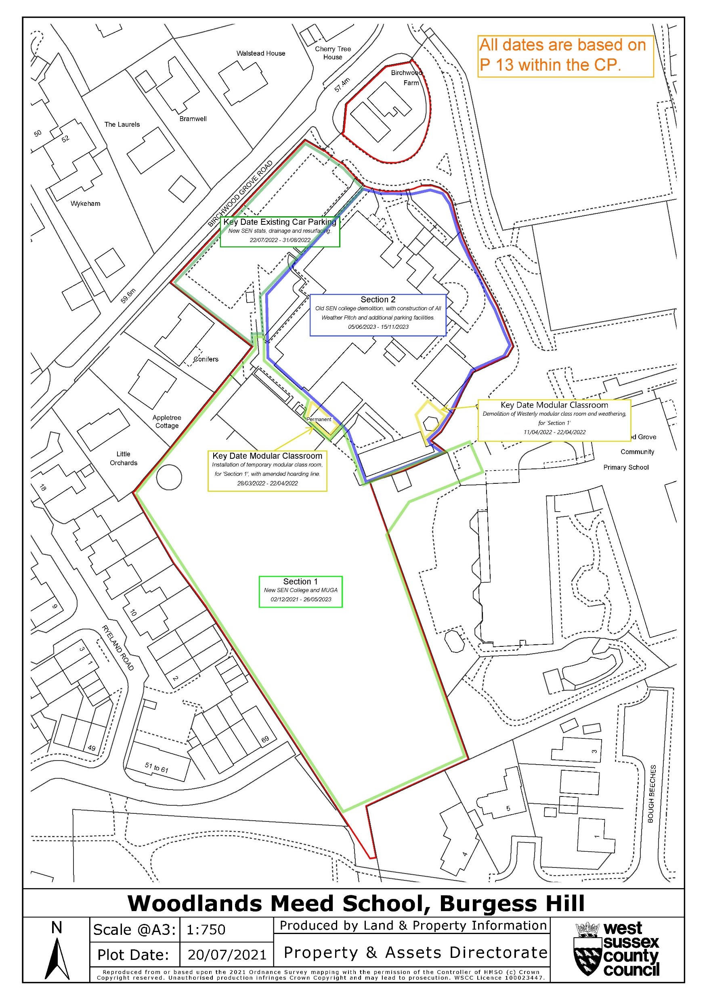 All dates are based on
P 13 within the CP.
Walstead House
Cherry Tree
House
57.4m
Birchwood
Farm
Bramwell
The Laurels
50
52
Wykeham
BIRCHWOOD GROVE ROAD
59.6m
Key Date Existing Car Parking
New SEN stats, drainage and resurfacing.
22/07/2022 - 31/08/2022
Section 2
Old SEN college demolition, with construction of All
Weather Pitch and additional parking facilities.
05/06/2023 - 15/11/2023
Conifers
Appletree
Cottage
Little
Orchards
Permanent
Key Date Modular Classroom
Demolition of Westerly modular class room and weathering,
for 'Section 1'
11/04/2022 - 22/04/2022
d Grove
Community
Primary School
Key Date Modular Classroom
Installation of temporary modular class room,
for 'Section 1', with amended hoarding line.
28/03/2022 - 22/04/2022
18
Section 1
New SEN College and MUGA
02/12/2021 - 26/05/2023
9
10
RYELAND ROAD
3
1
2
49
51 to 61
69
3
5
4
1
BOUGH BEECHES
Woodlands Meed School, Burgess Hill
N
Scale @A3: 1:750
Plot Date: 20/07/2021
Produced by Land & Property Information
Property & Assets Directorate
Reproduced from or based upon the 2021 Ordnance Survey mapping with the permission of the Controller of HMSO (c) Crown
Copyright reserved. Unauthorised production infringes Crown Copyright and may lead to prosecution. WSCC Licence 100023447.
west
sussex
county
council